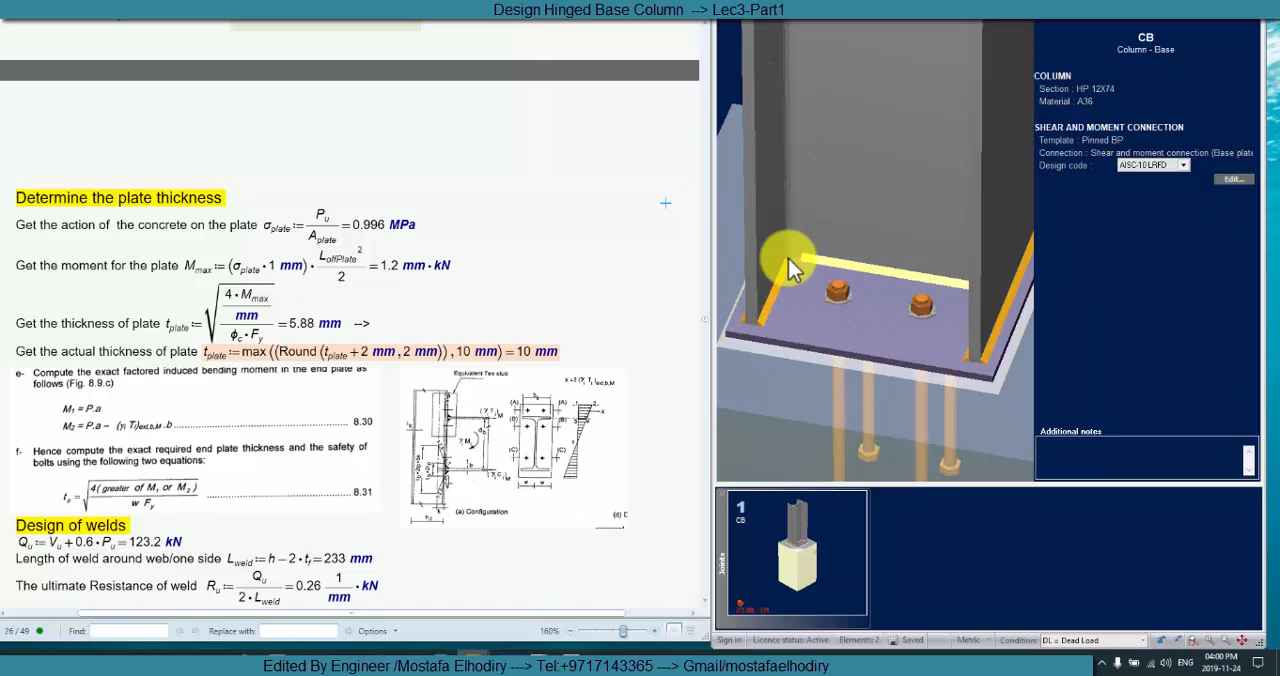 Design Hinged Base Column --> Lec3-Part1
Determine the plate thickness
Get the action of the concrete on the plate σplate := Pu / Aplate = 0.996 MPa
Get the moment for the plate Mmax := (σplate • 1 mm) • LoffPlate² / 2 = 1.2 mm • kN
Get the thickness of plate tplate := √((4 • Mmax / mm) / (ϕc • Fy)) = 5.88 mm -->
Get the actual thickness of plate tplate := max ((Round (tplate + 2 mm , 2 mm)) , 10 mm) = 10 mm
e- Compute the exact factored induced bending moment in the end plate as
follows (Fig. 8.9.c)
M1 = P.a
M2 = P.a – (γi Ti)ext,b,M . b 8.30
f- Hence compute the exact required end plate thickness and the safety of
bolts using the following two equations:
tp = √(4( greater of M1 or M2 ) / w Fy) 8.31
Equivalent Tee stub
(a) Configuration
Design of welds
Qu := Vu + 0.6 • Pu = 123.2 kN
Length of weld around web/one side Lweld := h – 2 • tf = 233 mm
The ultimate Resistance of weld Ru := Qu / 2 • Lweld = 0.26 1/mm • kN
26 / 49
Find:
Replace with:
Options
160%
CB
Column - Base
COLUMN
Section : HP 12X74
Material : A36
SHEAR AND MOMENT CONNECTION
Template : Pinned BP
Connection : Shear and moment connection (Base plate
Design code : AISC-10 LRFD
Edit...
Additional notes
Joints
1
CB
Sign in
Licence status: Active
Elements: 2
Saved
Metric
Condition: DL = Dead Load
Edited By Engineer /Mostafa Elhodiry ---> Tel:+9717143365 ---> Gmail/mostafaelhodiry
ENG
04:00 PM
2019-11-24